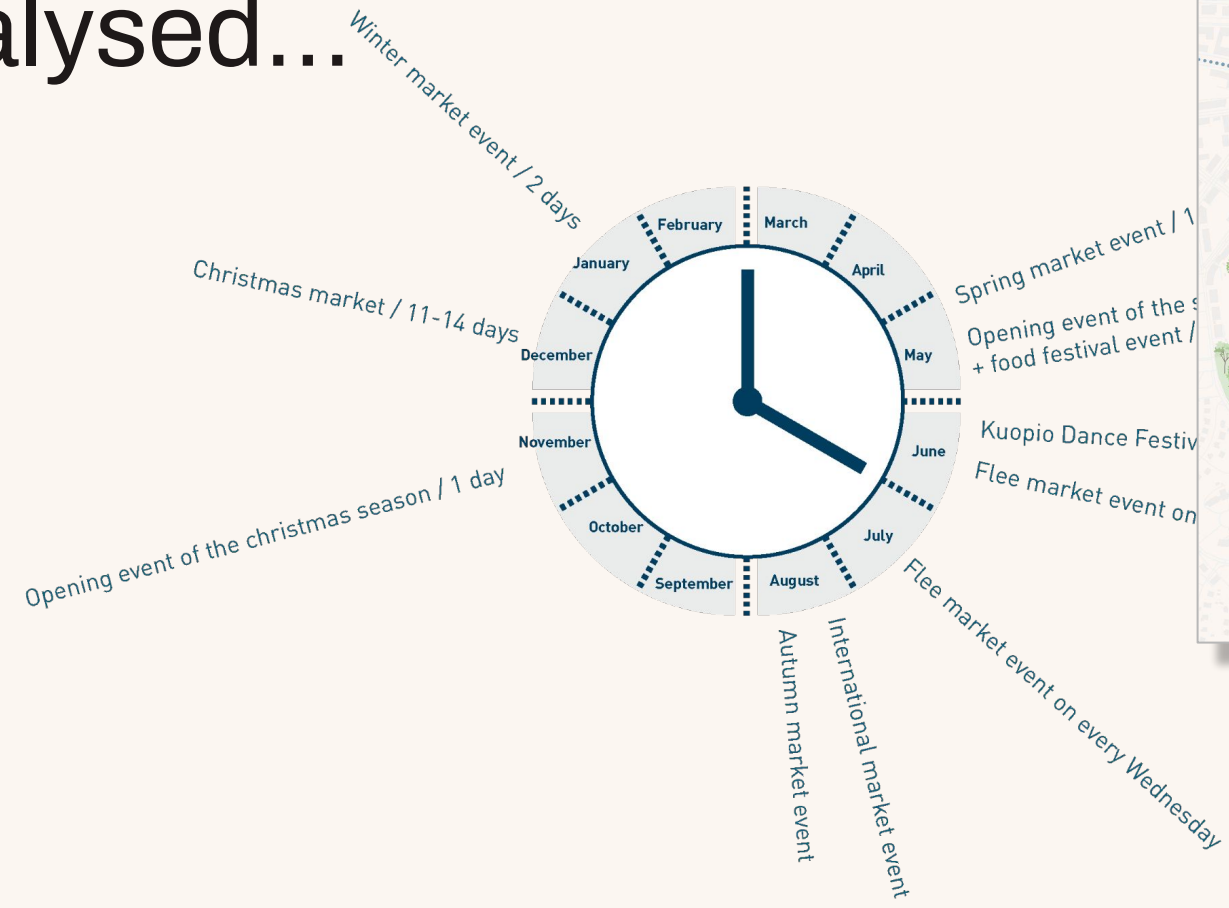 alysed...
Winter market event / 2 days
Christmas market / 11-14 days
Opening event of the christmas season / 1 day
February
March
January
April
December
May
November
June
October
July
September
August
Spring market event / 1
Opening event of the s
+ food festival event /
Kuopio Dance Festiv
Flee market event on
Flee market event on every Wednesday
International market event
Autumn market event